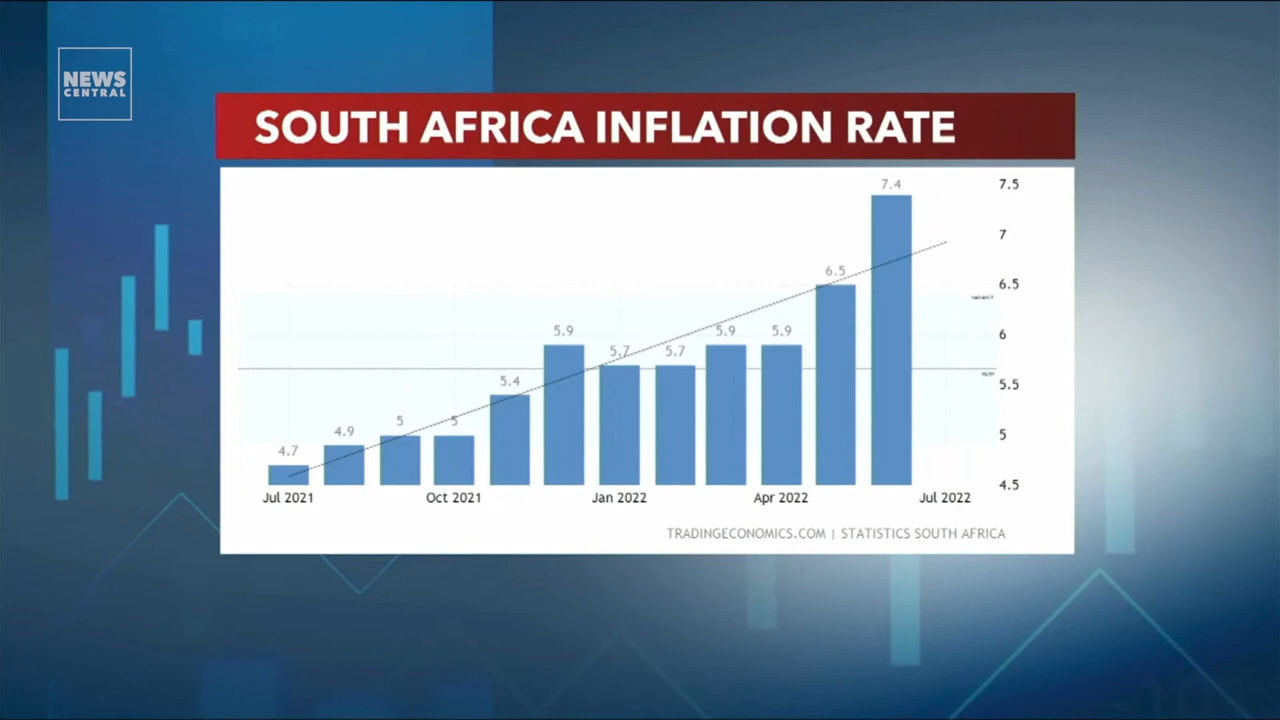 NEWS
CENTRAL
SOUTH AFRICA INFLATION RATE
7.5
7
6.5
6
5.5
5
4.5
4.7
4.9
5
5
5.4
5.9
5.7
5.7
5.9
5.9
6.5
7.4
Jul 2021
Oct 2021
Jan 2022
Apr 2022
Jul 2022
TRADINGECONOMICS.COM | STATISTICS SOUTH AFRICA